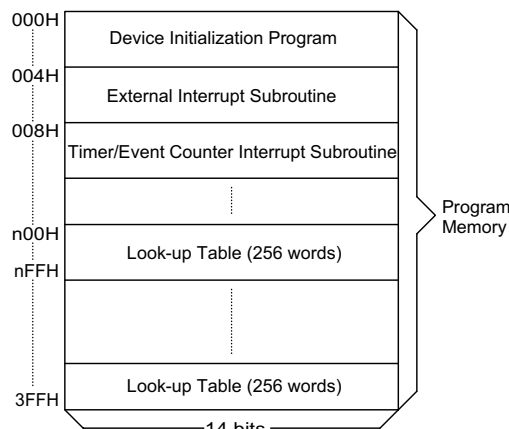 000H
Device Initialization Program
004H
External Interrupt Subroutine
008H
Timer/Event Counter Interrupt Subroutine
n00H
Look-up Table (256 words)
nFFH
Program
Memory
Look-up Table (256 words)
3FFH
14 bits